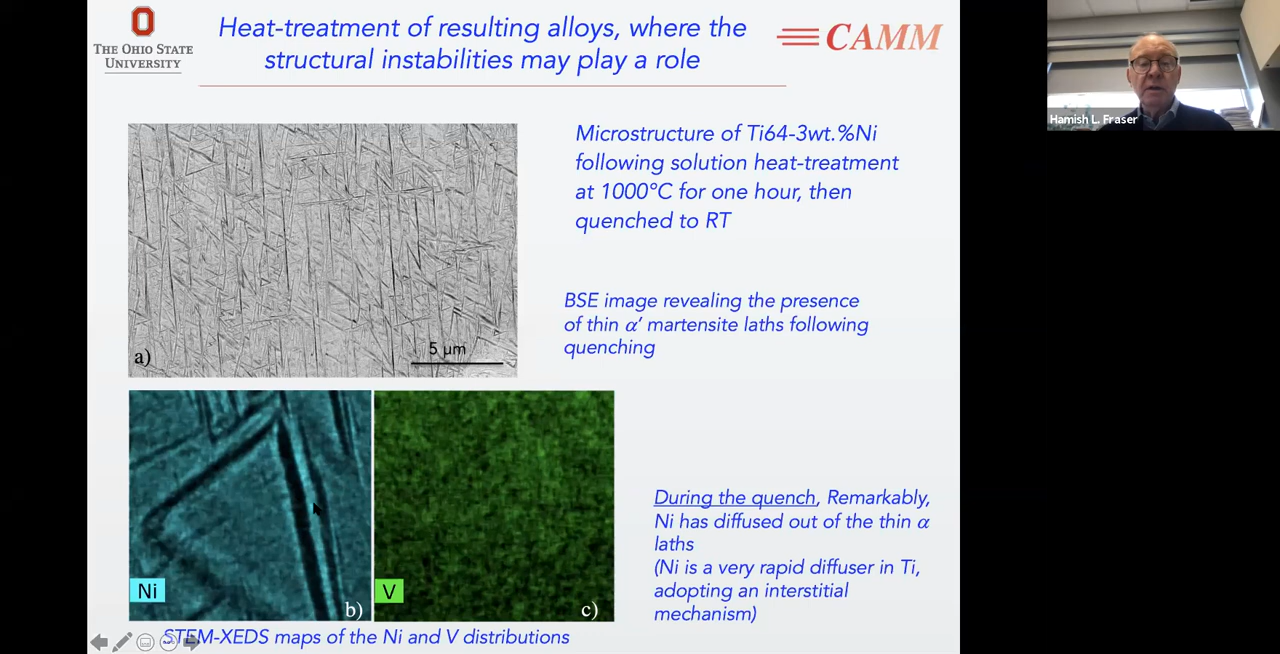 THE OHIO STATE
UNIVERSITY
Heat-treatment of resulting alloys, where the
structural instabilities may play a role
CAMM
Hamish L. Fraser
Microstructure of Ti64-3wt.%Ni
following solution heat-treatment
at 1000°C for one hour, then
quenched to RT
BSE image revealing the presence
of thin α’ martensite laths following
quenching
a)
5 μm
Ni
b)
V
c)
During the quench, Remarkably,
Ni has diffused out of the thin α
laths
(Ni is a very rapid diffuser in Ti,
adopting an interstitial
mechanism)
STEM-XEDS maps of the Ni and V distributions